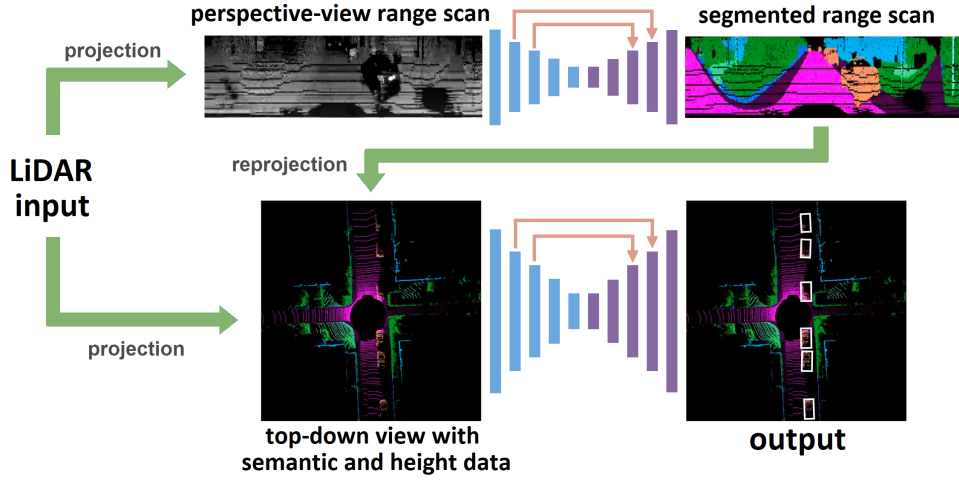 perspective-view range scan
segmented range scan
projection
reprojection
LiDAR
input
projection
top-down view with
semantic and height data
output